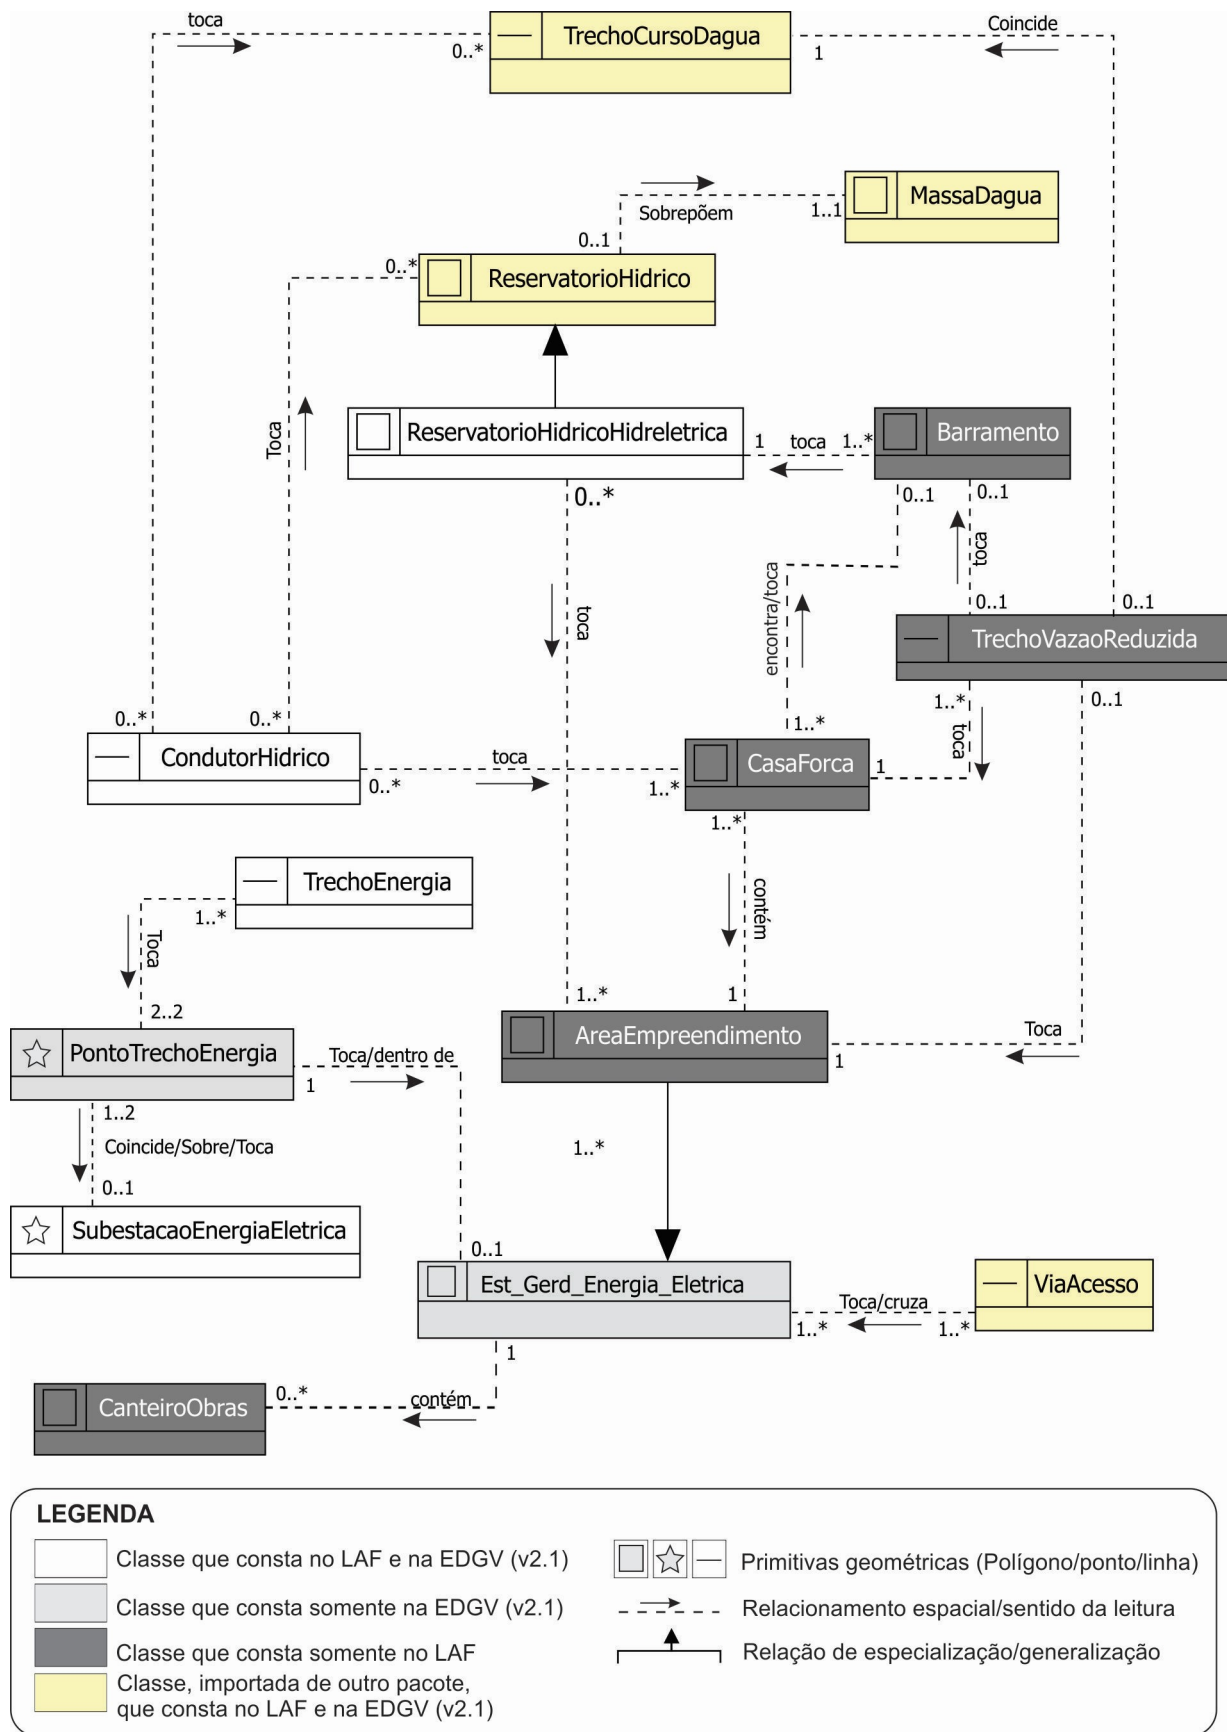 toca
Coincide
TrechoCursoDagua
0..*
1
MassaDagua
Sobrepõem
1..1
0..1
0..*
ReservatorioHidrico
Toca
ReservatorioHidricoHidreletrica
1
toca
1..*
Barramento
0..*
0..1
0..1
toca
toca
encontra/toca
0..1
0..1
TrechoVazaoReduzida
1..*
0..1
0..*
0..*
1..*
toca
CondutorHidrico
toca
CasaForca
1
0..*
1..*
1..*
TrechoEnergia
1..*
contém
Toca
2..2
1..*
1
PontoTrechoEnergia
Toca/dentro de
AreaEmpreendimento
Toca
1
1
1..2
Coincide/Sobre/Toca
1..*
0..1
SubestacaoEnergiaEletrica
0..1
Est_Gerd_Energia_Eletrica
ViaAcesso
Toca/cruza
1..*
1..*
1
0..*
contém
CanteiroObras
LEGENDA
Classe que consta no LAF e na EDGV (v2.1)
Classe que consta somente na EDGV (v2.1)
Classe que consta somente no LAF
Classe, importada de outro pacote,
que consta no LAF e na EDGV (v2.1)
Primitivas geométricas (Polígono/ponto/linha)
Relacionamento espacial/sentido da leitura
Relação de especialização/generalização